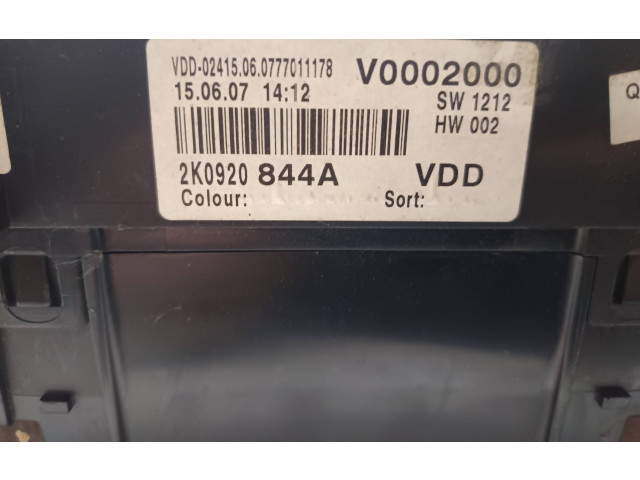 VDD-02415.06.0777011178 V0002000
15.06.07 14:12 SW 1212
HW 002
2K0920 844A VDD
Colour: Sort:
Q